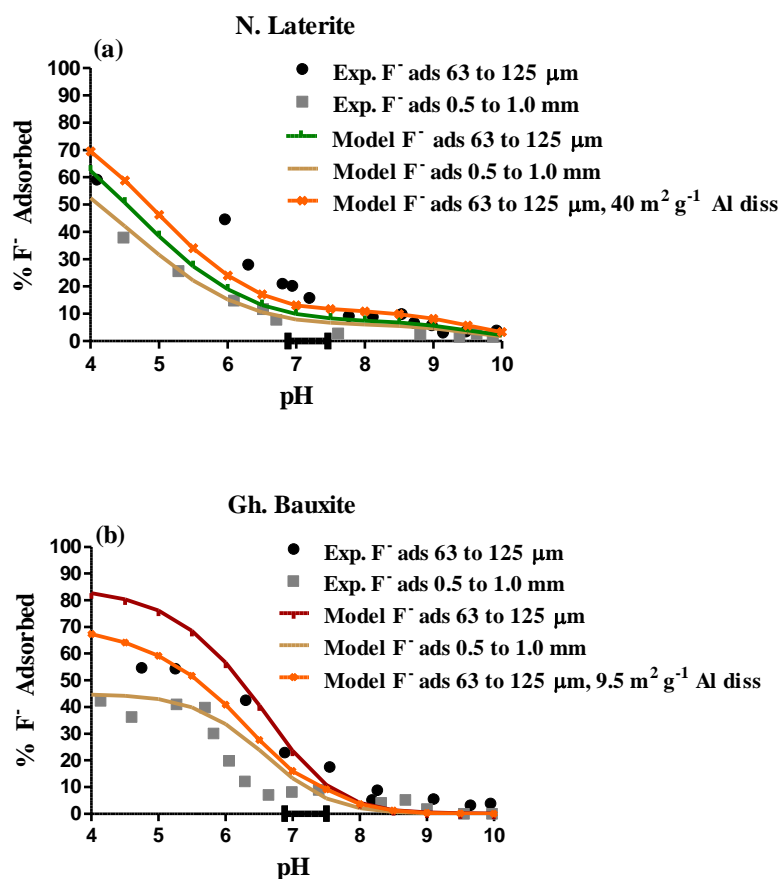 N. Laterite
(a)
Exp. F⁻ ads 63 to 125 μm
Exp. F⁻ ads 0.5 to 1.0 mm
Model F⁻ ads 63 to 125 μm
Model F⁻ ads 0.5 to 1.0 mm
Model F⁻ ads 63 to 125 μm, 40 m² g⁻¹ Al diss
% F⁻ Adsorbed
100
90
80
70
60
50
40
30
20
10
0
4 5 6 7 8 9 10
pH
Gh. Bauxite
(b)
Exp. F⁻ ads 63 to 125 μm
Exp. F⁻ ads 0.5 to 1.0 mm
Model F⁻ ads 63 to 125 μm
Model F⁻ ads 0.5 to 1.0 mm
Model F⁻ ads 63 to 125 μm, 9.5 m² g⁻¹ Al diss
% F⁻ Adsorbed
100
90
80
70
60
50
40
30
20
10
0
4 5 6 7 8 9 10
pH